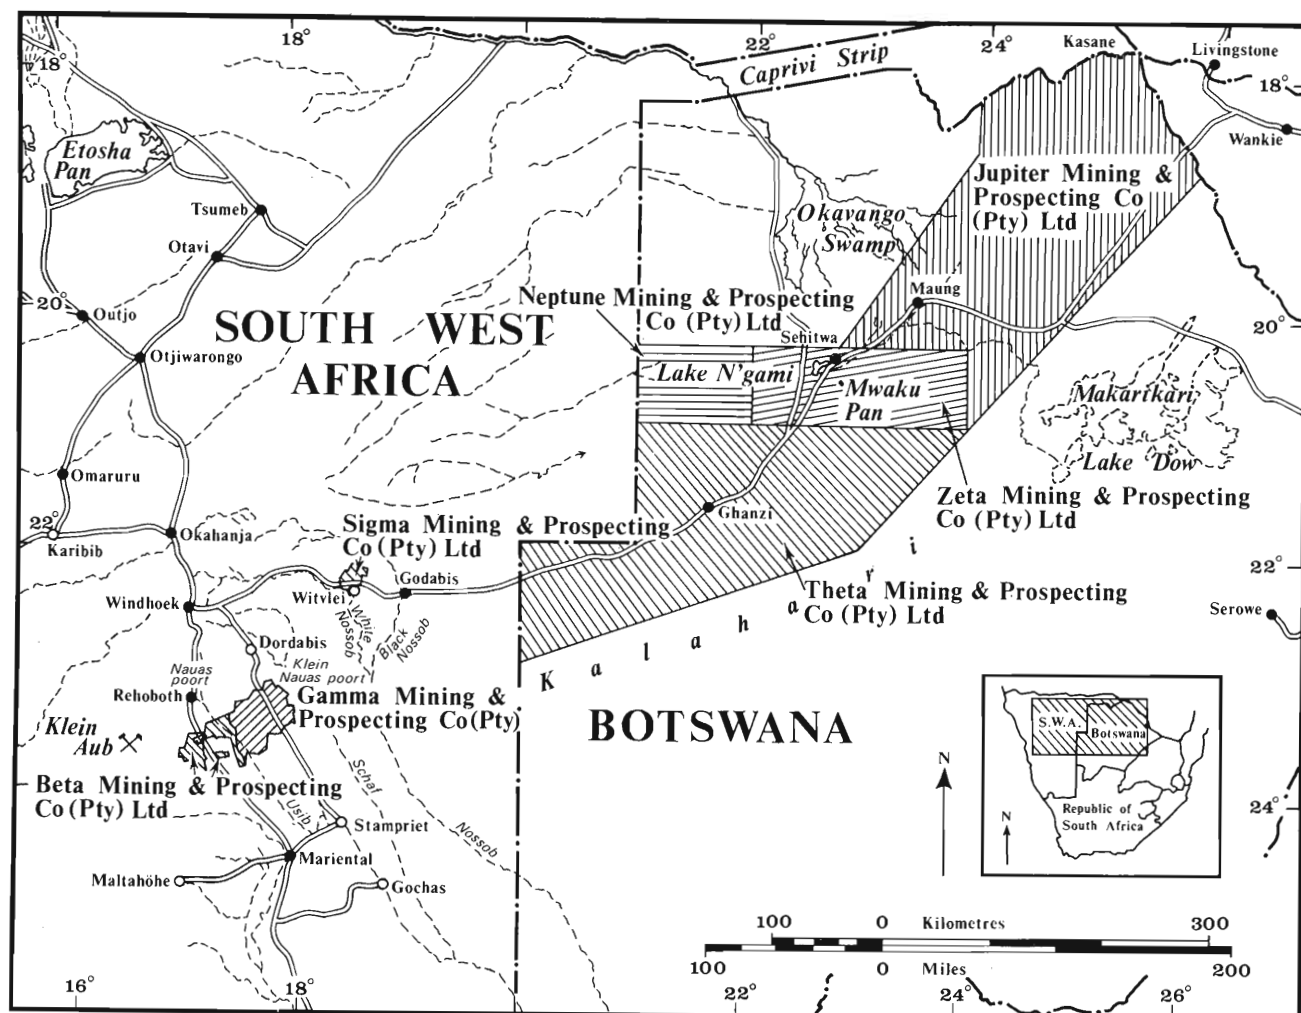 18°
22°
24°
Kasane
Livingstone
18°
Caprivi Strip
18°
Wankie
Etosha
Pan
Jupiter Mining &
Prospecting Co
(Pty) Ltd
Tsumeb
Okavango
Swamp
Otavi
Maung
20°
Outjo
Neptune Mining & Prospecting
Co (Pty) Ltd
SOUTH WEST
AFRICA
Sehitwa
20°
Otjiwarongo
Lake N'gami
'Mwaku
Pan
Makarikari
Lake Dow
Omaruru
Zeta Mining & Prospecting
Co (Pty) Ltd
Ghanzi
22°
Karibib
Okahanja
Sigma Mining & Prospecting
Co (Pty) Ltd
22°
Windhoek
Witvlei
Godabis
White
Nossob
Black
Nossob
Theta Mining & Prospecting
Co (Pty) Ltd
Serowe
Kalahari
Dordabis
Nauas
poort
Klein
Nauas poort
Rehoboth
Gamma Mining &
Prospecting Co (Pty)
Klein
Aub
BOTSWANA
S.W.A.
Botswana
Republic of
South Africa
N
N
Beta Mining & Prospecting
Co (Pty) Ltd
Usib
Schaf
Nossob
24°
Stampriet
Mariental
Maltahöhe
Gochas
100 0 Kilometres 300
100 0 Miles 200
16°
18°
22°
24°
26°